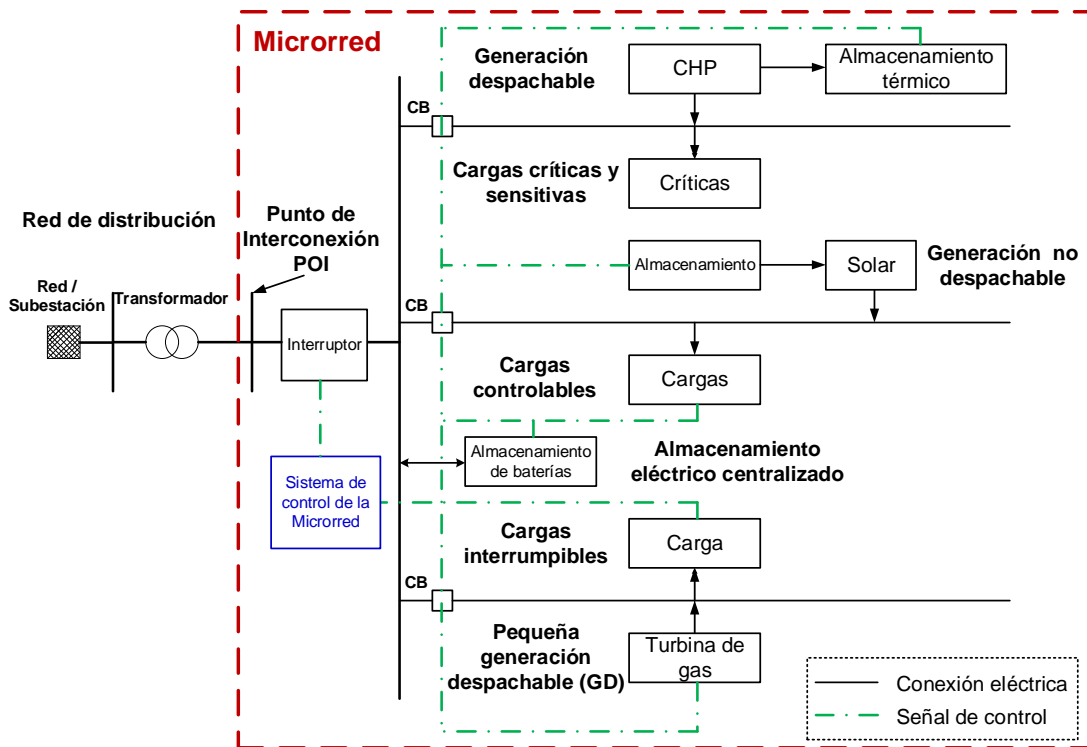 Microrred
Generación
despachable
CHP
Almacenamiento
térmico
CB
Cargas críticas y
sensitivas
Críticas
Red de distribución
Punto de
Interconexión
POI
Almacenamiento
Solar
Generación no
despachable
Red /
Subestación
Transformador
CB
Interruptor
Cargas
controlables
Cargas
Almacenamiento
de baterías
Almacenamiento
eléctrico centralizado
Sistema de
control de la
Microrred
Cargas
interrumpibles
Carga
CB
Pequeña
generación
despachable (GD)
Turbina de
gas
Conexión eléctrica
Señal de control